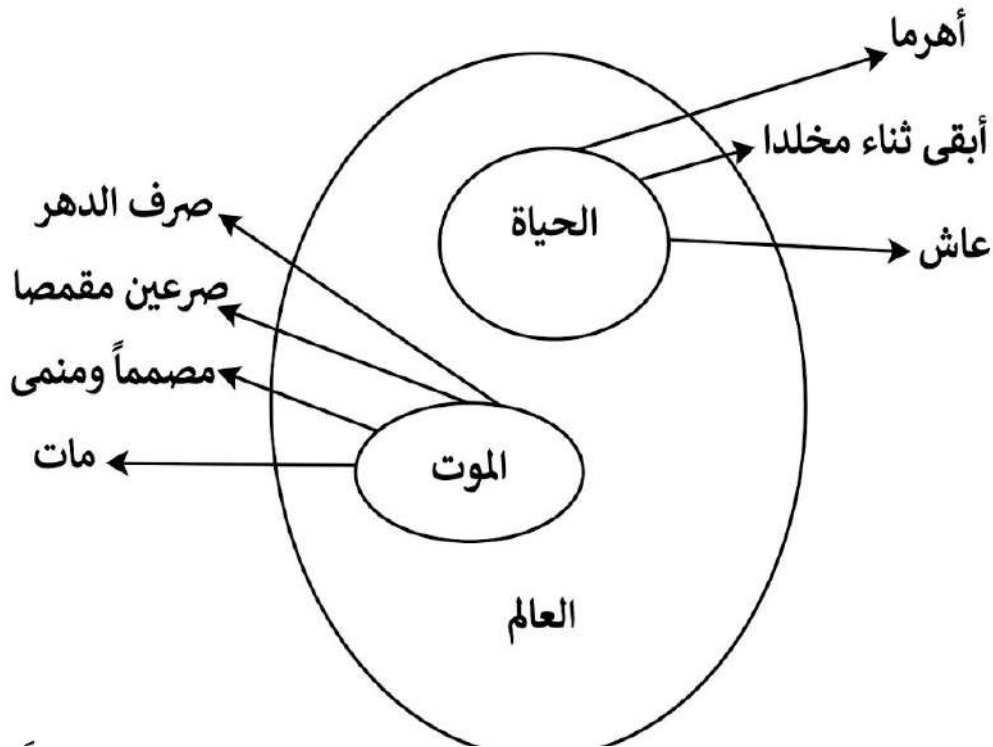 أهرما
أبقى ثناء مخلدا
الحياة
عاش
صرف الدهر
صرعين مقمصا
مصمماً ومنمى
الموت
مات
العالم